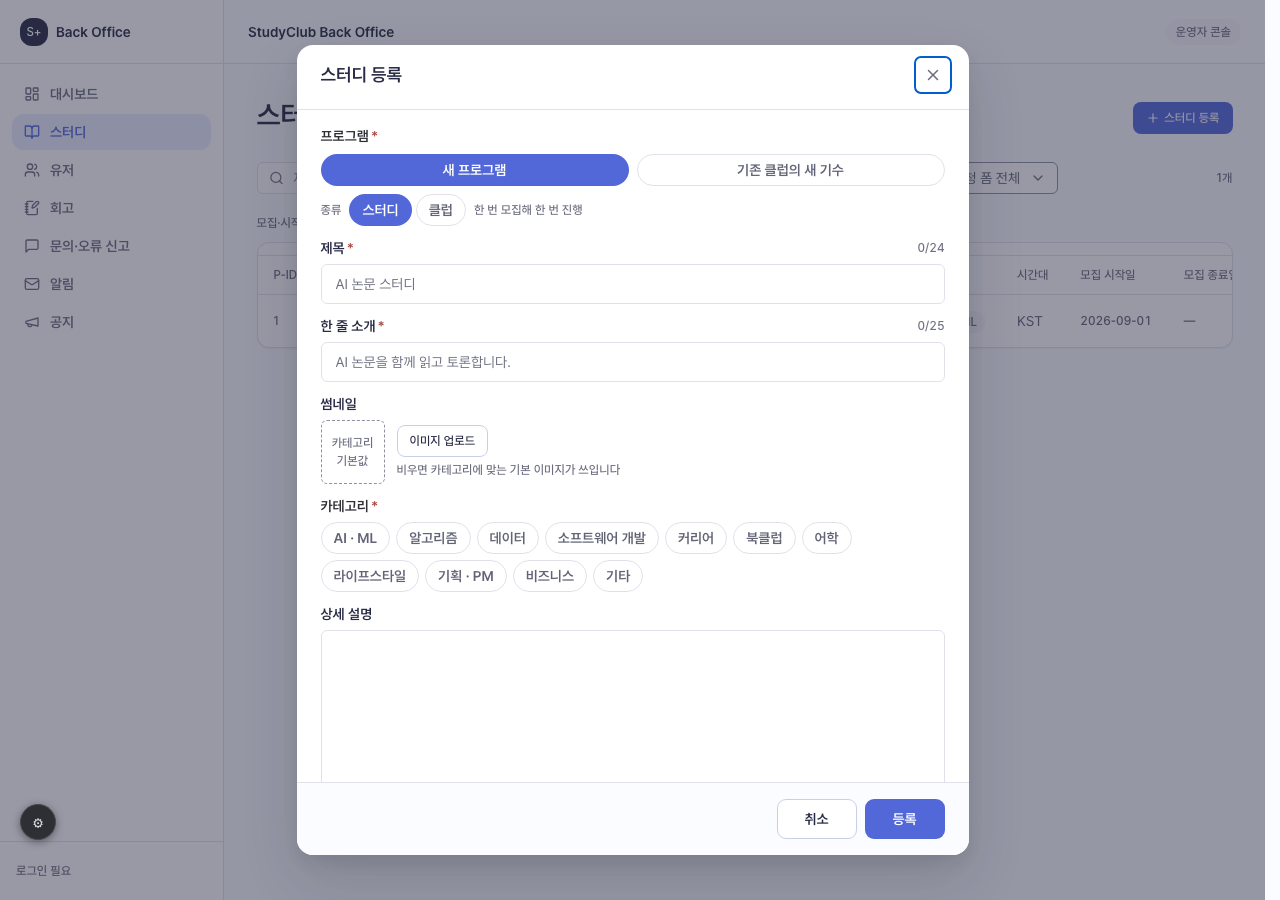 S+ Back Office
StudyClub Back Office
운영자 콘솔
대시보드
스터디
유저
회고
문의·오류 신고
알림
공지
로그인 필요
스터디 등록
1개
모집·시작
P-ID
시간대
모집 시작일
모집 종료일
1
KST
2026-09-01
—
스터디 등록
프로그램 *
새 프로그램
기존 클럽의 새 기수
종류
스터디
클럽
한 번 모집해 한 번 진행
제목 *
0/24
AI 논문 스터디
한 줄 소개 *
0/25
AI 논문을 함께 읽고 토론합니다.
썸네일
카테고리
기본값
이미지 업로드
비우면 카테고리에 맞는 기본 이미지가 쓰입니다
카테고리 *
AI · ML
알고리즘
데이터
소프트웨어 개발
커리어
북클럽
어학
라이프스타일
기획 · PM
비즈니스
기타
상세 설명
취소
등록